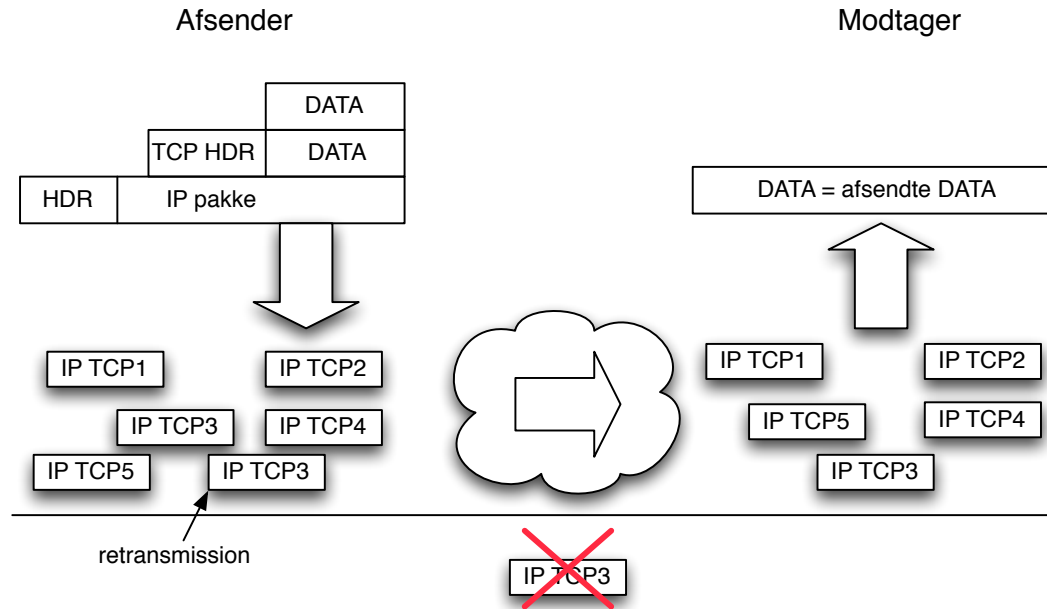 Afsender
Modtager
DATA
TCP HDR
DATA
HDR
IP pakke
DATA = afsendte DATA
IP TCP1
IP TCP2
IP TCP3
IP TCP4
IP TCP5
IP TCP3
IP TCP1
IP TCP2
IP TCP5
IP TCP4
IP TCP3
retransmission
IP TCP3